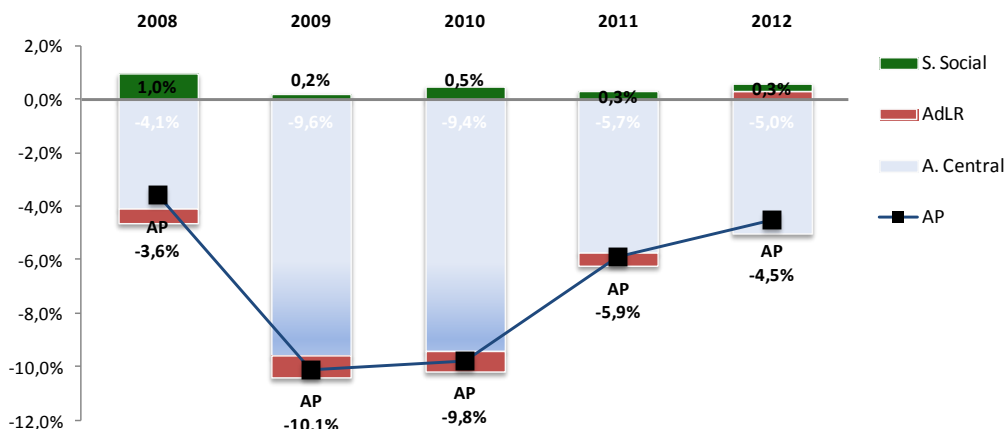 2008 2009 2010 2011 2012
2,0%
0,0%
-2,0%
-4,0%
-6,0%
-8,0%
-10,0%
-12,0%
1,0% 0,2% 0,5% 0,3% 0,3%
-4,1% -9,6% -9,4% -5,7% -5,0%
AP
-3,6%
AP
-10,1%
AP
-9,8%
AP
-5,9%
AP
-4,5%
S. Social
AdLR
A. Central
AP